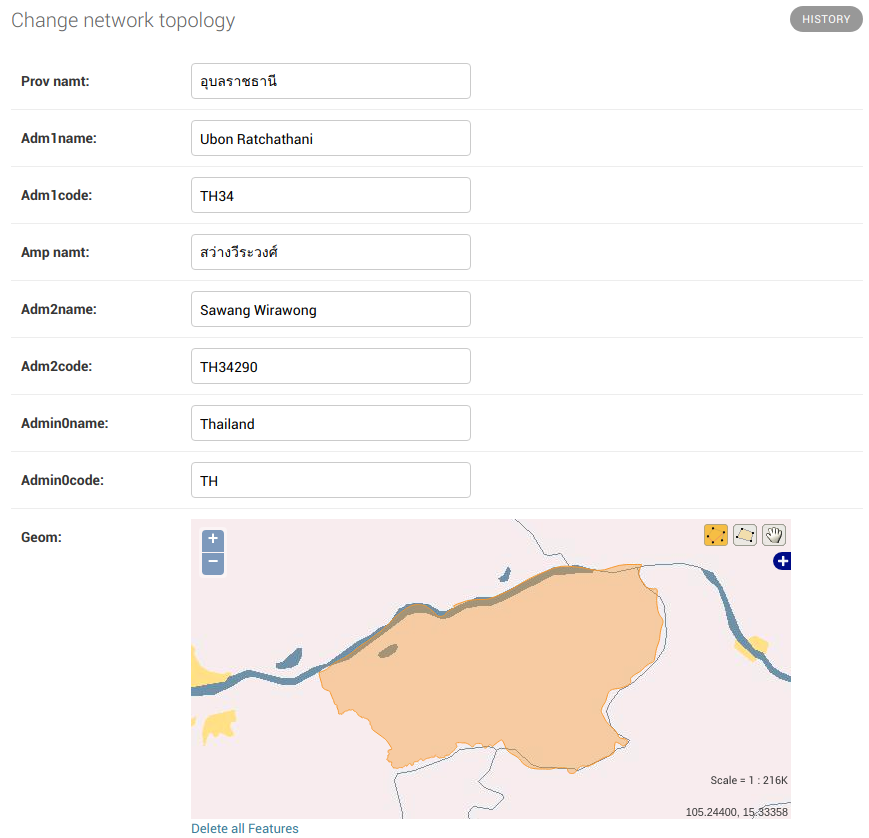 Change network topology
HISTORY
Prov namt:
อุบลราชธานี
Adm1name:
Ubon Ratchathani
Adm1code:
TH34
Amp namt:
สว่างวีระวงศ์
Adm2name:
Sawang Wirawong
Adm2code:
TH34290
Admin0name:
Thailand
Admin0code:
TH
Geom:
+
−
+
Scale = 1 : 216K
105.24400, 15.33358
Delete all Features